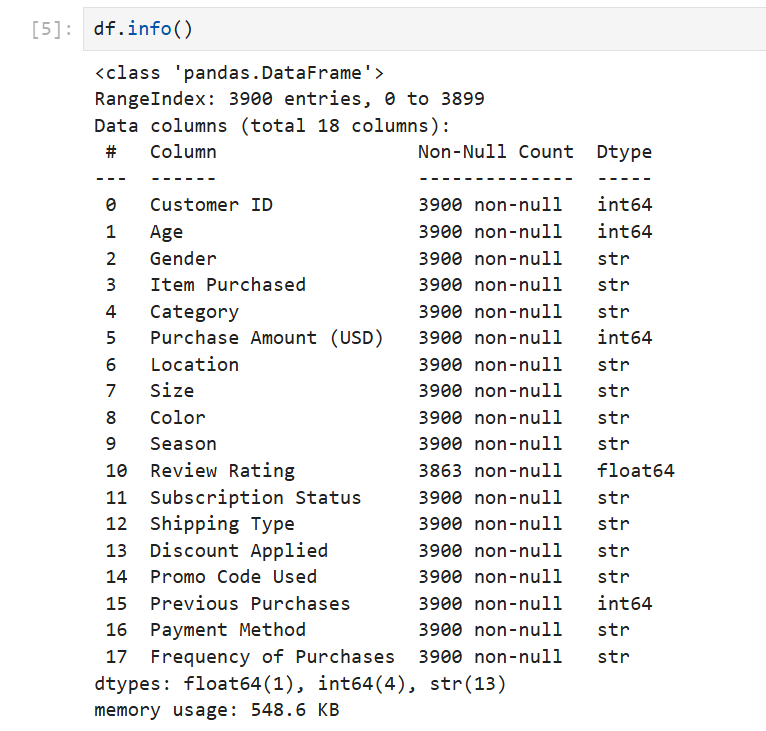 [5]: df.info()
<class 'pandas.DataFrame'>
RangeIndex: 3900 entries, 0 to 3899
Data columns (total 18 columns):
 #   Column                  Non-Null Count  Dtype
---  ------                  --------------  -----
 0   Customer ID             3900 non-null   int64
 1   Age                     3900 non-null   int64
 2   Gender                  3900 non-null   str
 3   Item Purchased          3900 non-null   str
 4   Category                3900 non-null   str
 5   Purchase Amount (USD)   3900 non-null   int64
 6   Location                3900 non-null   str
 7   Size                    3900 non-null   str
 8   Color                   3900 non-null   str
 9   Season                  3900 non-null   str
 10  Review Rating           3863 non-null   float64
 11  Subscription Status     3900 non-null   str
 12  Shipping Type           3900 non-null   str
 13  Discount Applied        3900 non-null   str
 14  Promo Code Used         3900 non-null   str
 15  Previous Purchases      3900 non-null   int64
 16  Payment Method          3900 non-null   str
 17  Frequency of Purchases  3900 non-null   str
dtypes: float64(1), int64(4), str(13)
memory usage: 548.6 KB